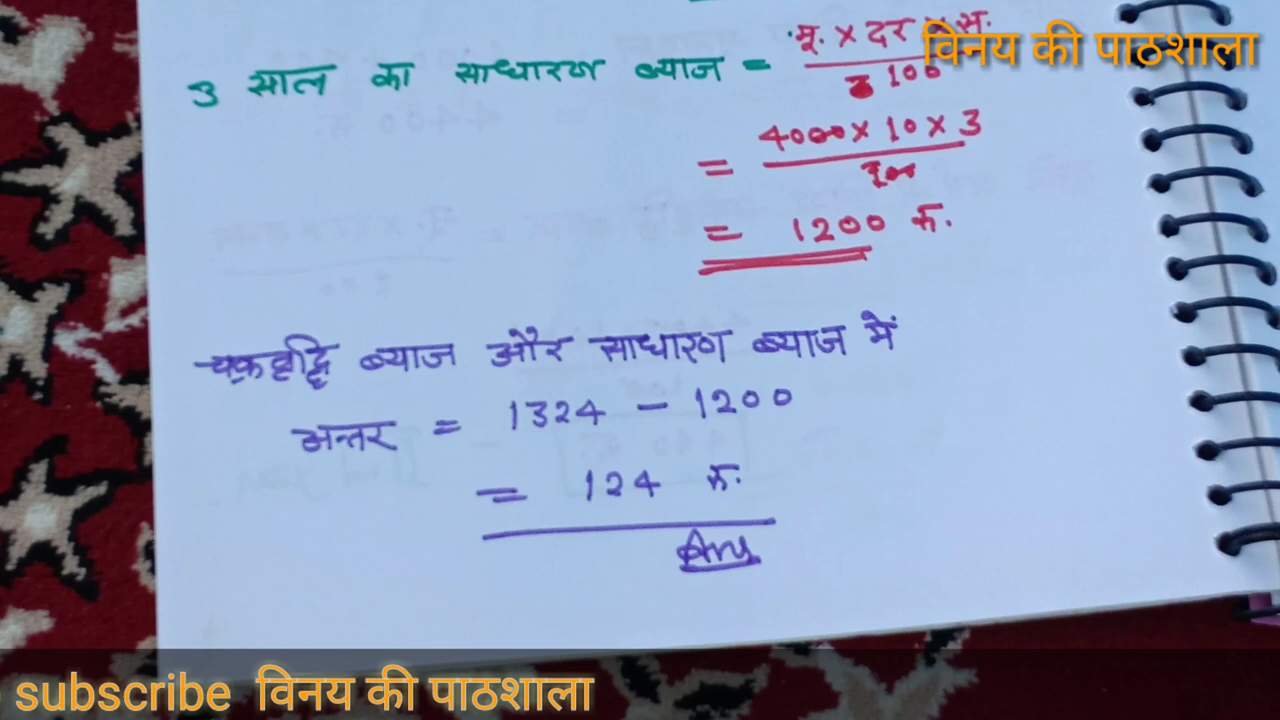 विनय की पाठशाला
3 साल का साधारण ब्याज = मू. × दर × स.
100
= 4000 × 10 × 3
100
= 1200 रु.
चक्रवृद्धि ब्याज और साधारण ब्याज में
अन्तर = 1324 - 1200
= 124 रु.
Ans
subscribe विनय की पाठशाला